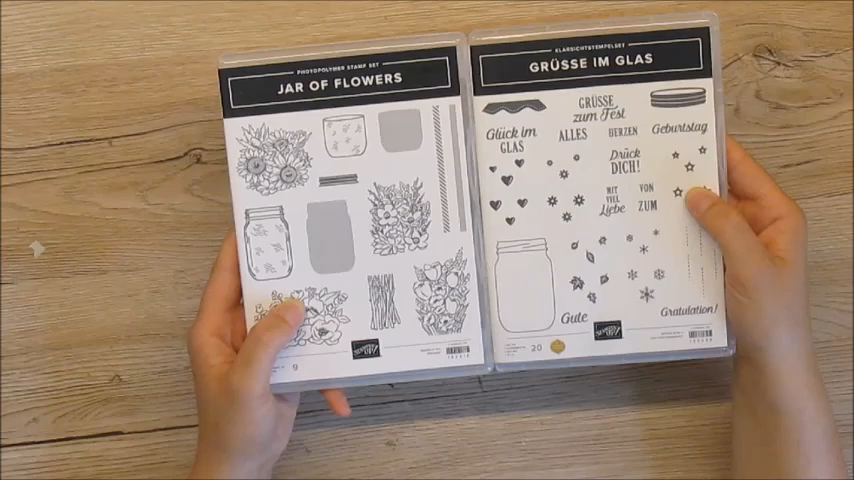 PHOTOPOLYMER STAMP SET
JAR OF FLOWERS
9
KLARSICHTSTEMPELSET
GRÜSSE IM GLAS
GRÜSSE
zum Fest
Glück im
GLAS
ALLES
HERZEN
Geburtstag
Drück
DICH!
MIT
VIEL
Liebe
VON
ZUM
Gute
Gratulation!
20